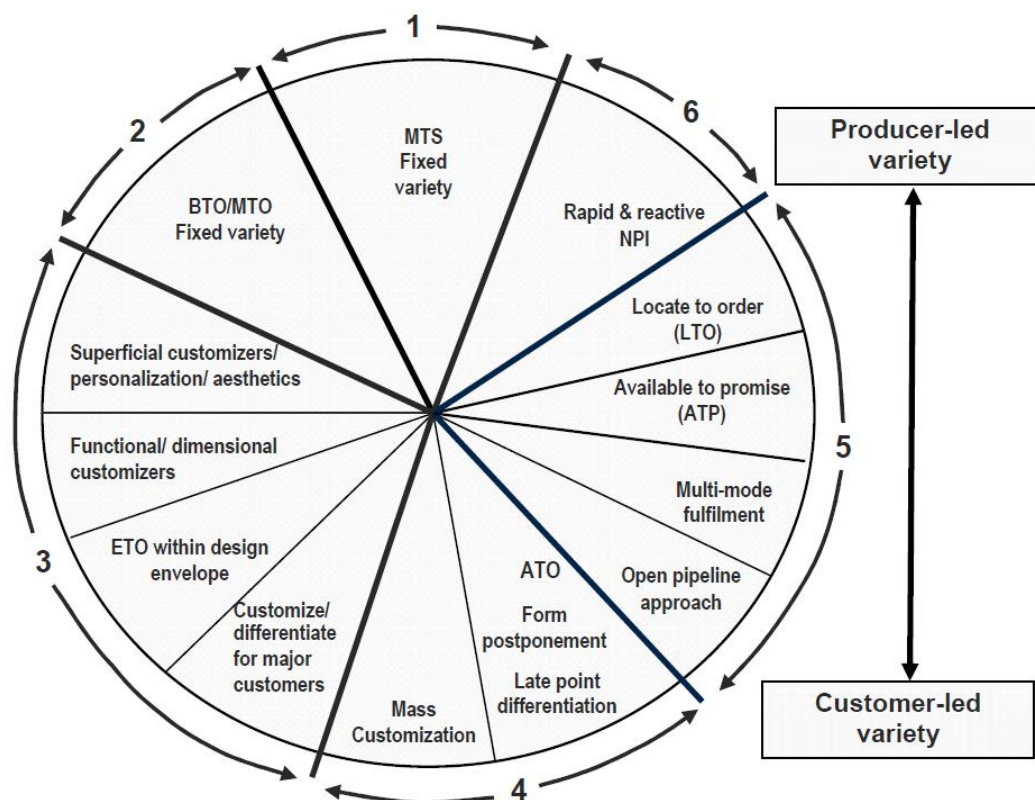 1
2
6
MTS
Fixed
variety
BTO/MTO
Fixed variety
Rapid & reactive
NPI
Producer-led
variety
Locate to order
(LTO)
Superficial customizers/
personalization/ aesthetics
Available to promise
(ATP)
5
Functional/ dimensional
customizers
Multi-mode
fulfilment
3
ETO within design
envelope
Open pipeline
approach
Customize/
differentiate
for major
customers
ATO
Form
postponement
Late point
differentiation
Mass
Customization
4
Customer-led
variety